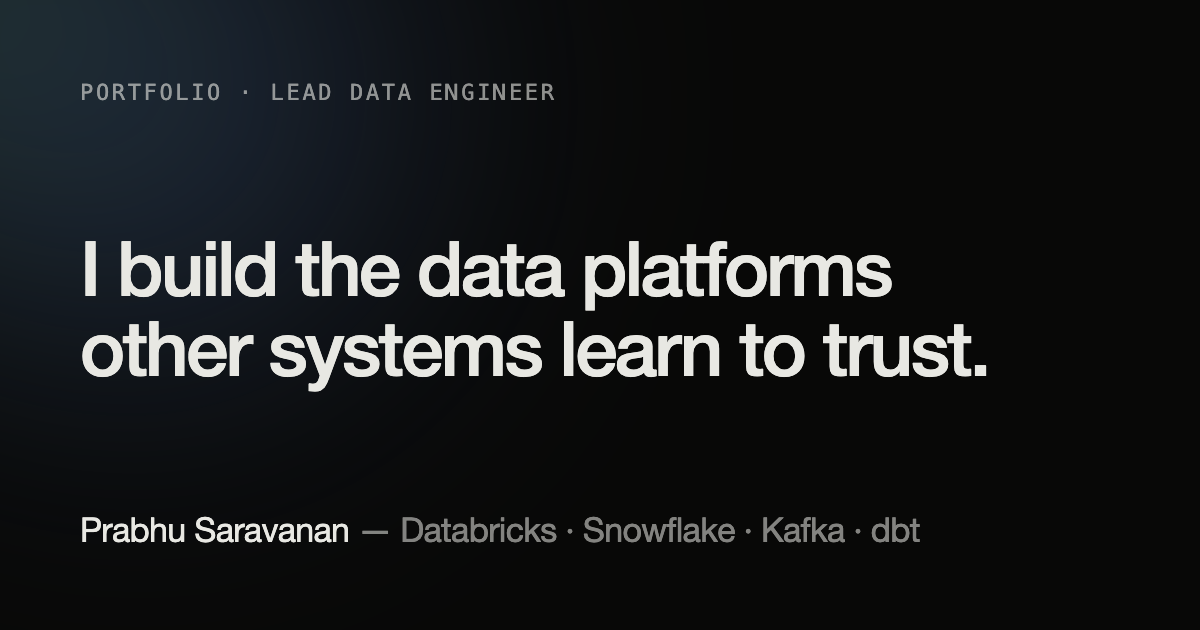 PORTFOLIO · LEAD DATA ENGINEER
I build the data platforms
other systems learn to trust.
Prabhu Saravanan — Databricks · Snowflake · Kafka · dbt